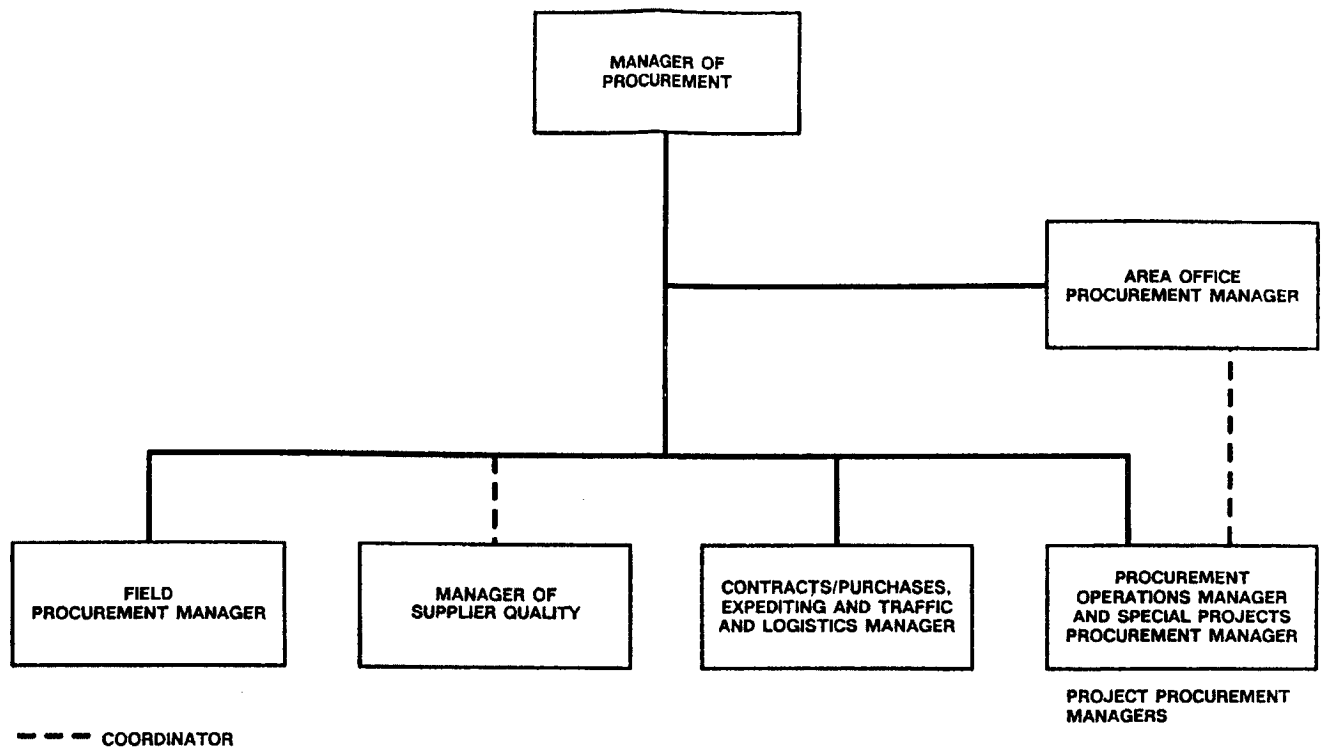 MANAGER OF
PROCUREMENT
AREA OFFICE
PROCUREMENT MANAGER
FIELD
PROCUREMENT MANAGER
MANAGER OF
SUPPLIER QUALITY
CONTRACTS/PURCHASES,
EXPEDITING AND TRAFFIC
AND LOGISTICS MANAGER
PROCUREMENT
OPERATIONS MANAGER
AND SPECIAL PROJECTS
PROCUREMENT MANAGER
PROJECT PROCUREMENT
MANAGERS
COORDINATOR